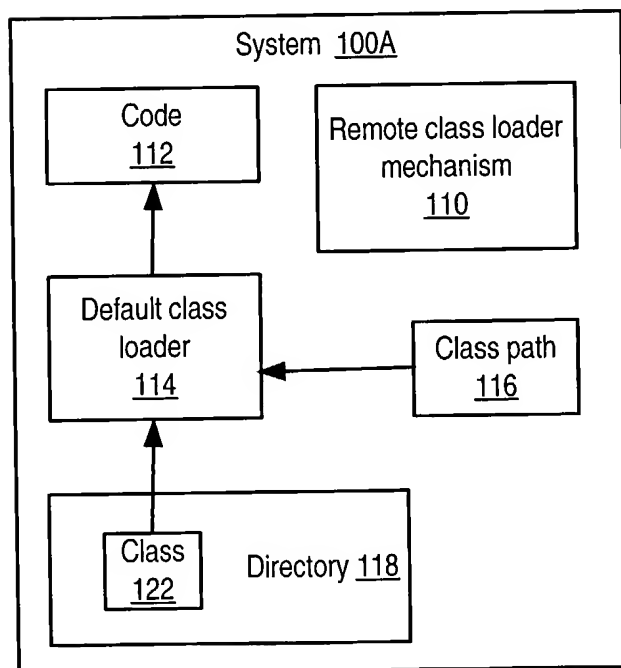 System 100A
Code
112
Remote class loader
mechanism
110
Default class
loader
114
Class path
116
Class
122
Directory 118